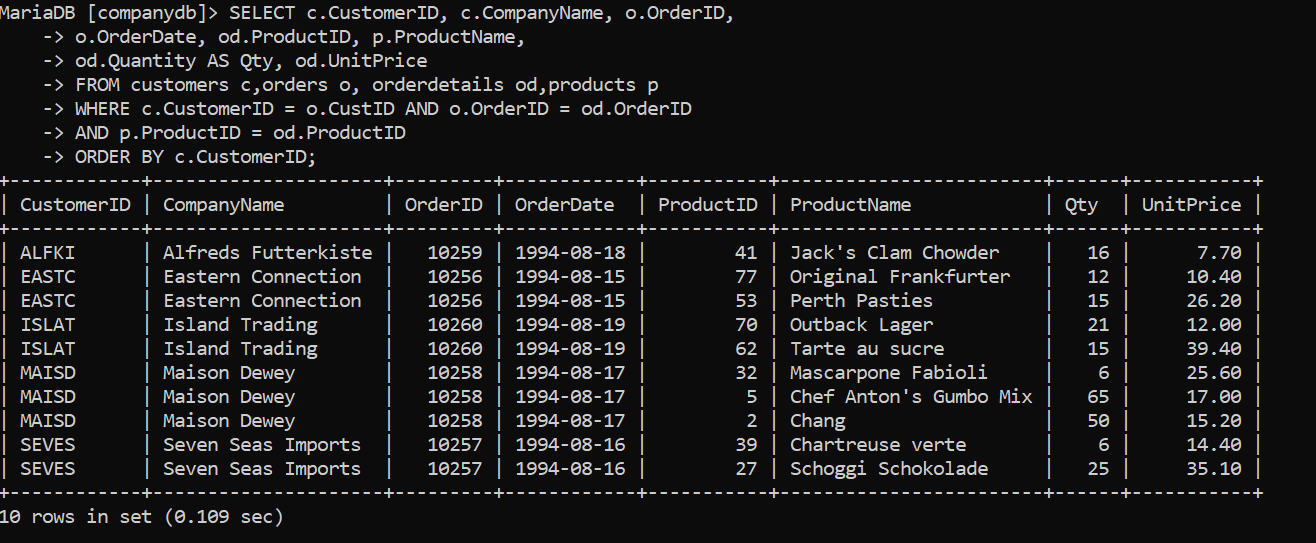 MariaDB [companydb]> SELECT c.CustomerID, c.CompanyName, o.OrderID,
    -> o.OrderDate, od.ProductID, p.ProductName,
    -> od.Quantity AS Qty, od.UnitPrice
    -> FROM customers c,orders o, orderdetails od,products p
    -> WHERE c.CustomerID = o.CustID AND o.OrderID = od.OrderID
    -> AND p.ProductID = od.ProductID
    -> ORDER BY c.CustomerID;
+------------+---------------------+---------+------------+-----------+------------------------+------+-----------+
| CustomerID | CompanyName         | OrderID | OrderDate  | ProductID | ProductName            | Qty  | UnitPrice |
+------------+---------------------+---------+------------+-----------+------------------------+------+-----------+
| ALFKI      | Alfreds Futterkiste |   10259 | 1994-08-18 |        41 | Jack's Clam Chowder    |   16 |      7.70 |
| EASTC      | Eastern Connection  |   10256 | 1994-08-15 |        77 | Original Frankfurter   |   12 |     10.40 |
| EASTC      | Eastern Connection  |   10256 | 1994-08-15 |        53 | Perth Pasties          |   15 |     26.20 |
| ISLAT      | Island Trading      |   10260 | 1994-08-19 |        70 | Outback Lager          |   21 |     12.00 |
| ISLAT      | Island Trading      |   10260 | 1994-08-19 |        62 | Tarte au sucre         |   15 |     39.40 |
| MAISD      | Maison Dewey        |   10258 | 1994-08-17 |        32 | Mascarpone Fabioli     |    6 |     25.60 |
| MAISD      | Maison Dewey        |   10258 | 1994-08-17 |         5 | Chef Anton's Gumbo Mix |   65 |     17.00 |
| MAISD      | Maison Dewey        |   10258 | 1994-08-17 |         2 | Chang                  |   50 |     15.20 |
| SEVES      | Seven Seas Imports  |   10257 | 1994-08-16 |        39 | Chartreuse verte       |    6 |     14.40 |
| SEVES      | Seven Seas Imports  |   10257 | 1994-08-16 |        27 | Schoggi Schokolade     |   25 |     35.10 |
+------------+---------------------+---------+------------+-----------+------------------------+------+-----------+
10 rows in set (0.109 sec)